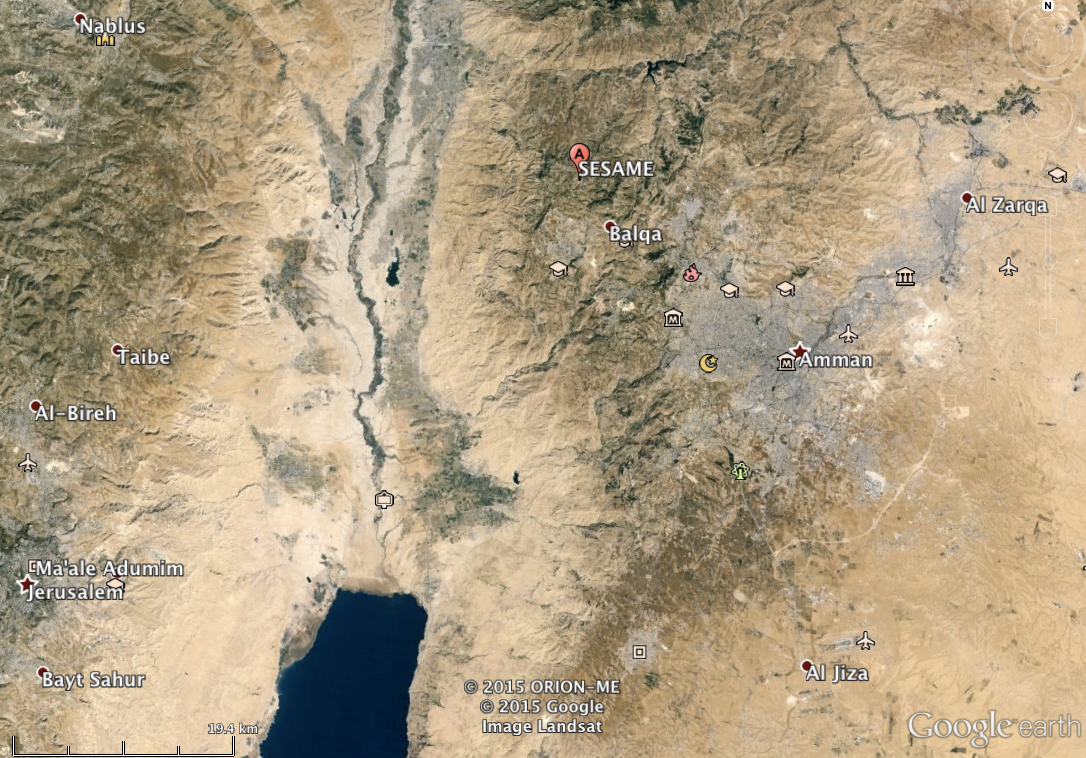 N
Nablus
A
SESAME
Al Zarqa
Balqa
M
Taibe
M
Amman
Al-Bireh
Ma'ale Adumim
Jerusalem
Bayt Sahur
Al Jiza
© 2015 ORION-ME
© 2015 Google
Image Landsat
19.4 km
Google earth